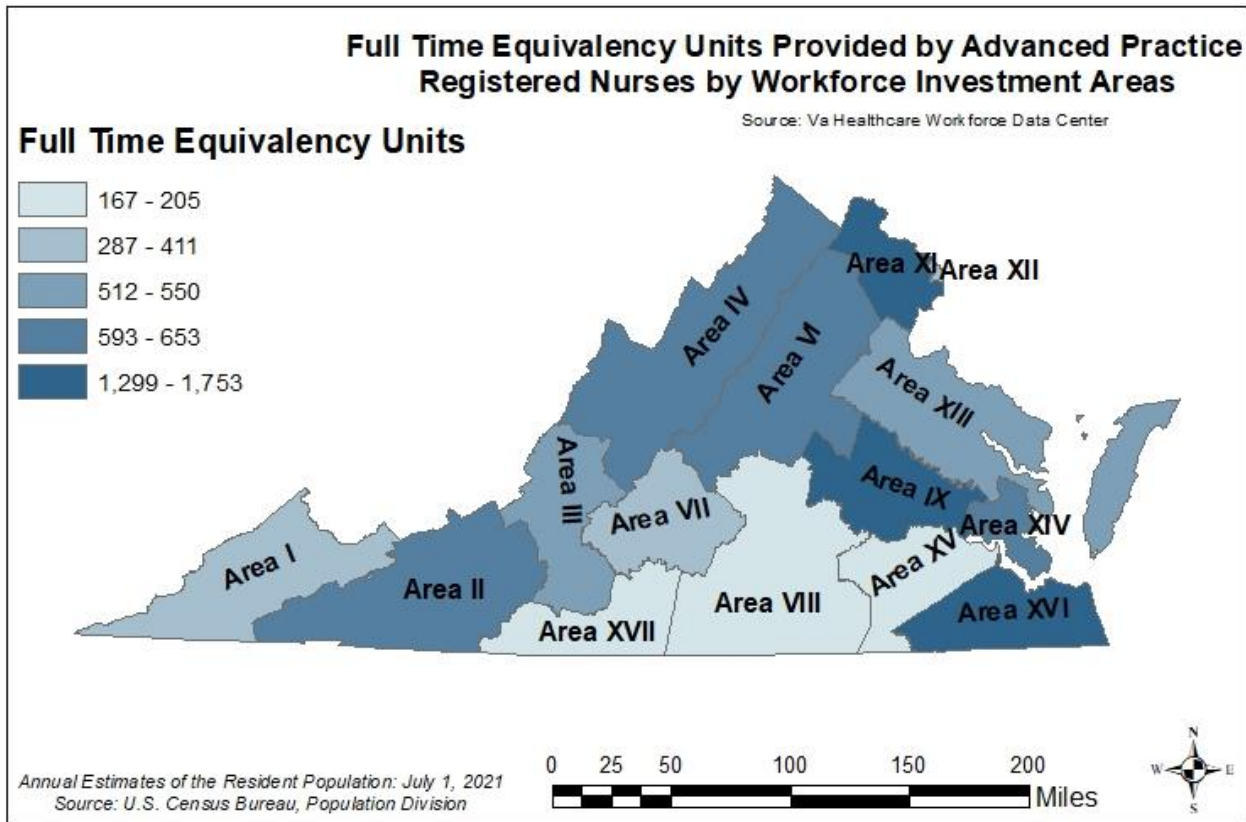 Full Time Equivalency Units Provided by Advanced Practice
Registered Nurses by Workforce Investment Areas
Source: Va Healthcare Workforce Data Center
Full Time Equivalency Units
167 - 205
287 - 411
512 - 550
593 - 653
1,299 - 1,753
Area XI
Area XII
Area IV
Area VI
Area XIII
Area III
Area VII
Area IX
Area XIV
Area I
Area II
Area XV
Area VIII
Area XVI
Area XVII
Annual Estimates of the Resident Population: July 1, 2021
Source: U.S. Census Bureau, Population Division
0 25 50 100 150 200
Miles
N
W E
S